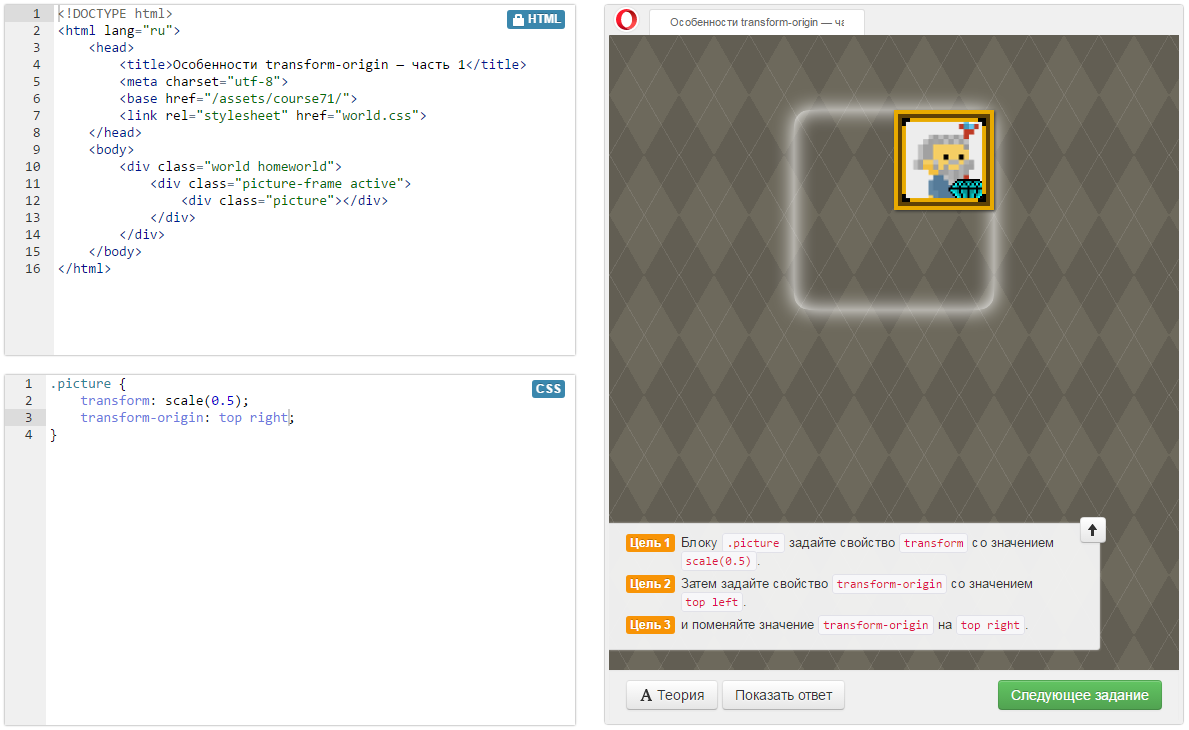 1 <!DOCTYPE html>
2 <html lang="ru">
3 <head>
4 <title>Особенности transform-origin — часть 1</title>
5 <meta charset="utf-8">
6 <base href="/assets/course71/">
7 <link rel="stylesheet" href="world.css">
8 </head>
9 <body>
10 <div class="world homeworld">
11 <div class="picture-frame active">
12 <div class="picture"></div>
13 </div>
14 </div>
15 </body>
16 </html>
HTML
1 .picture {
2 transform: scale(0.5);
3 transform-origin: top right;
4 }
CSS
Особенности transform-origin — ча
Цель 1 Блоку .picture задайте свойство transform со значением
scale(0.5).
Цель 2 Затем задайте свойство transform-origin со значением
top left.
Цель 3 и поменяйте значение transform-origin на top right.
A Теория
Показать ответ
Следующее задание